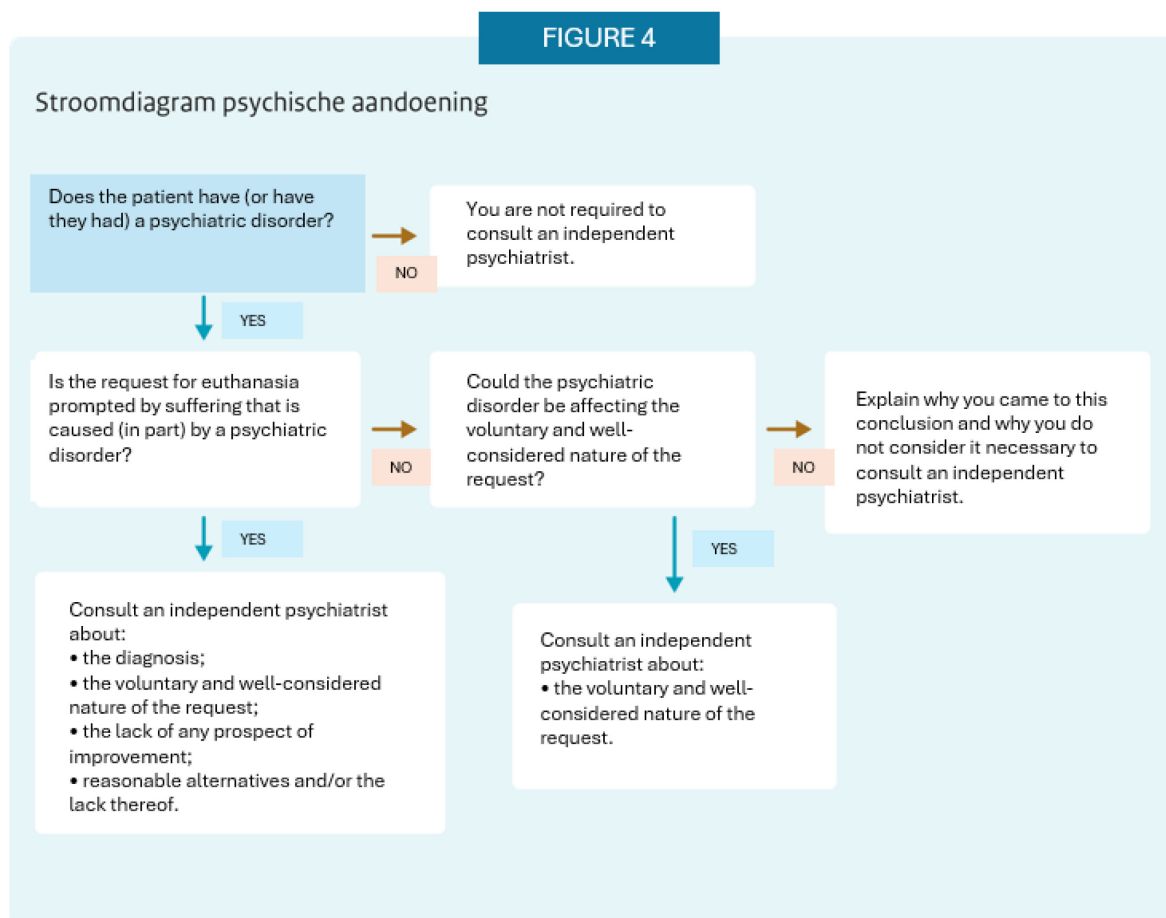 FIGURE 4
Stroomdiagram psychische aandoening
Does the patient have (or have
they had) a psychiatric disorder?
NO
You are not required to
consult an independent
psychiatrist.
YES
Is the request for euthanasia
prompted by suffering that is
caused (in part) by a psychiatric
disorder?
NO
Could the psychiatric
disorder be affecting the
voluntary and well-
considered nature of the
request?
NO
Explain why you came to this
conclusion and why you do
not consider it necessary to
consult an independent
psychiatrist.
YES
YES
Consult an independent psychiatrist
about:
• the diagnosis;
• the voluntary and well-considered
nature of the request;
• the lack of any prospect of
improvement;
• reasonable alternatives and/or the
lack thereof.
Consult an independent
psychiatrist about:
• the voluntary and well-
considered nature of the
request.